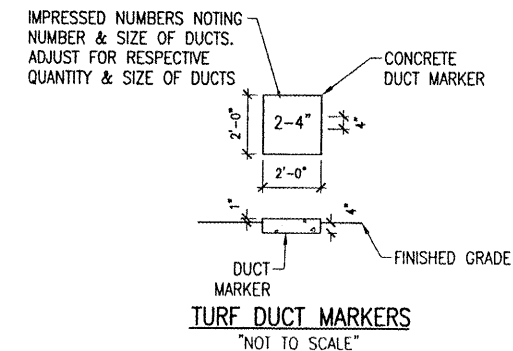 IMPRESSED NUMBERS NOTING
NUMBER & SIZE OF DUCTS.
ADJUST FOR RESPECTIVE
QUANTITY & SIZE OF DUCTS
CONCRETE
DUCT MARKER
2'-0"
2-4"
4"
2'-0"
1"
4"
FINISHED GRADE
DUCT
MARKER
TURF DUCT MARKERS
"NOT TO SCALE"